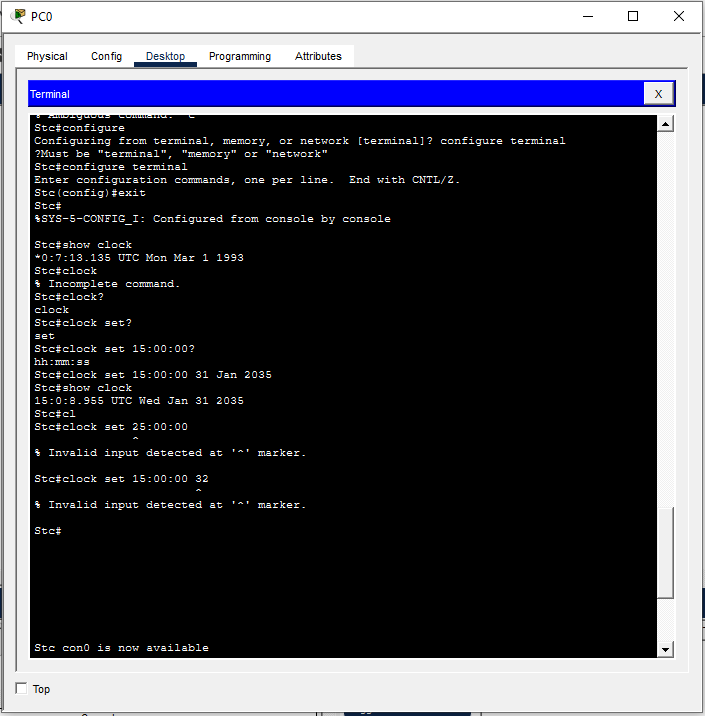 PC0
Physical Config Desktop Programming Attributes
Terminal X
% Ambiguous command: "c"
Stc#configure
Configuring from terminal, memory, or network [terminal]? configure terminal
?Must be "terminal", "memory" or "network"
Stc#configure terminal
Enter configuration commands, one per line.  End with CNTL/Z.
Stc(config)#exit
Stc#
%SYS-5-CONFIG_I: Configured from console by console
Stc#show clock
*0:7:13.135 UTC Mon Mar 1 1993
Stc#clock
% Incomplete command.
Stc#clock?
clock
Stc#clock set?
set
Stc#clock set 15:00:00?
hh:mm:ss
Stc#clock set 15:00:00 31 Jan 2035
Stc#show clock
15:0:8.955 UTC Wed Jan 31 2035
Stc#cl
Stc#clock set 25:00:00
^
% Invalid input detected at '^' marker.
Stc#clock set 15:00:00 32
^
% Invalid input detected at '^' marker.
Stc#
Stc con0 is now available
Top